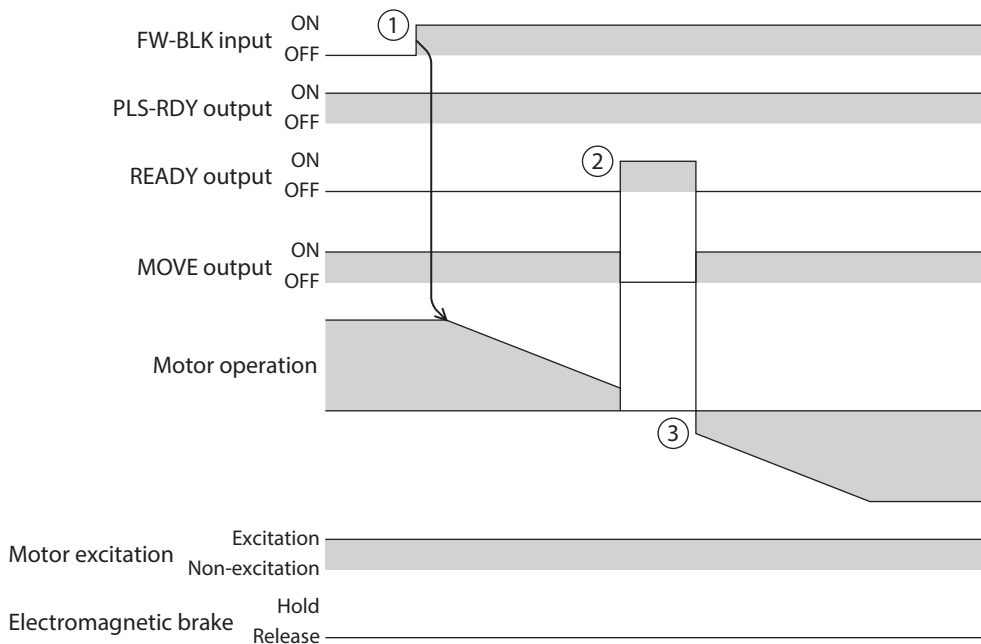 FW-BLK input
ON
OFF
①
PLS-RDY output
ON
OFF
READY output
ON
OFF
②
MOVE output
ON
OFF
Motor operation
③
Motor excitation
Excitation
Non-excitation
Electromagnetic brake
Hold
Release